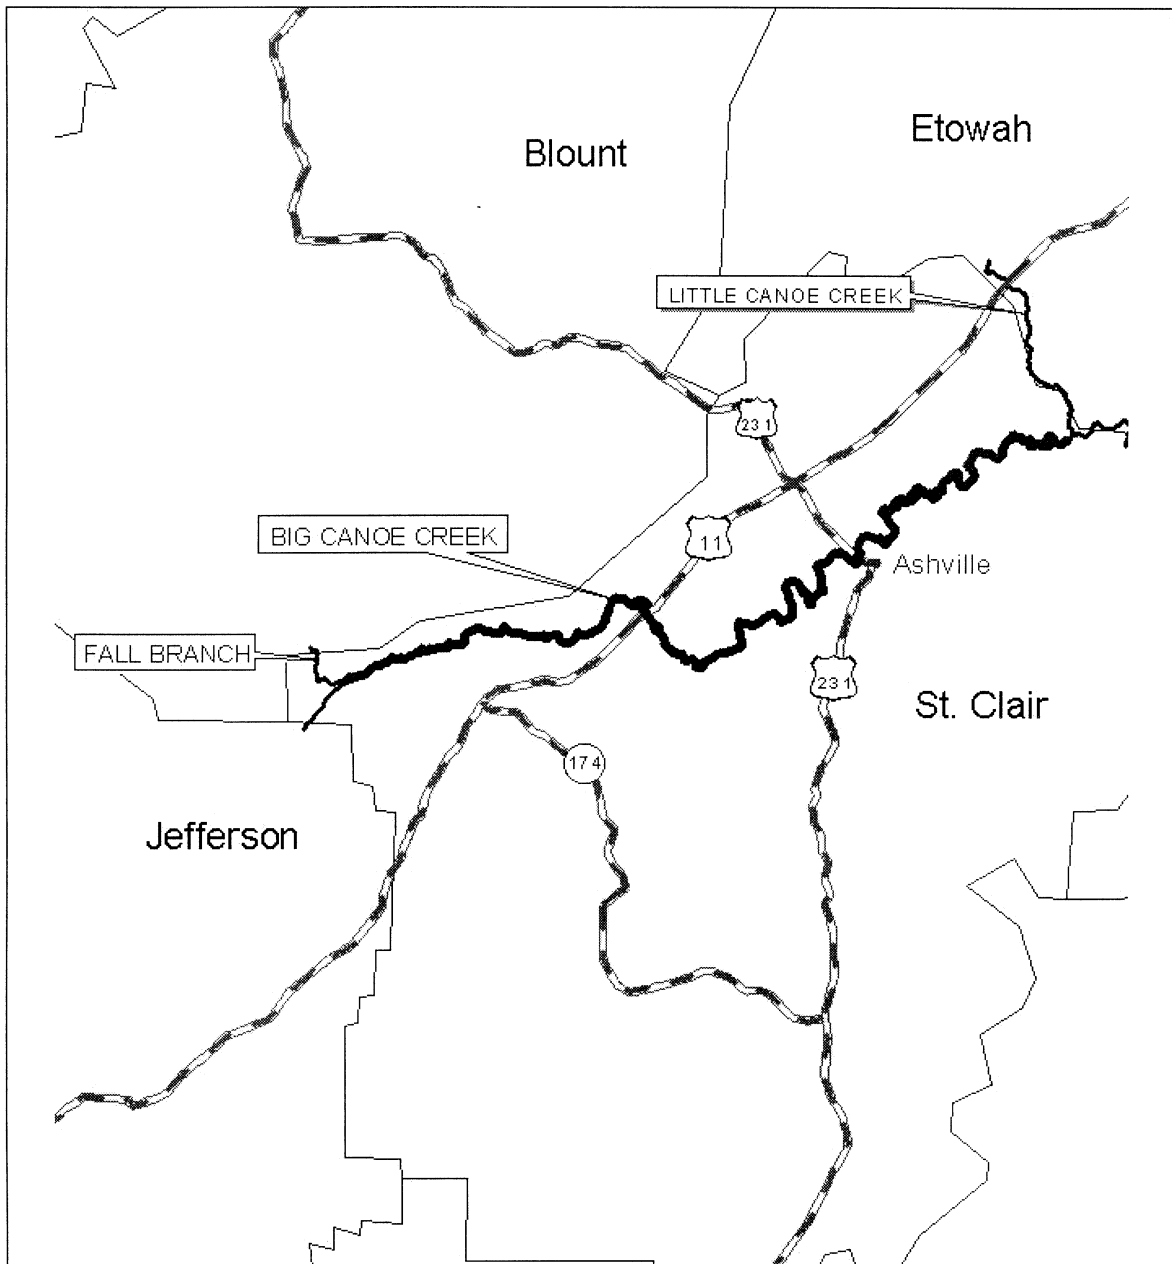 Etowah
Blount
LITTLE CANOE CREEK
231
BIG CANOE CREEK
11
Ashville
FALL BRANCH
231
St. Clair
174
Jefferson